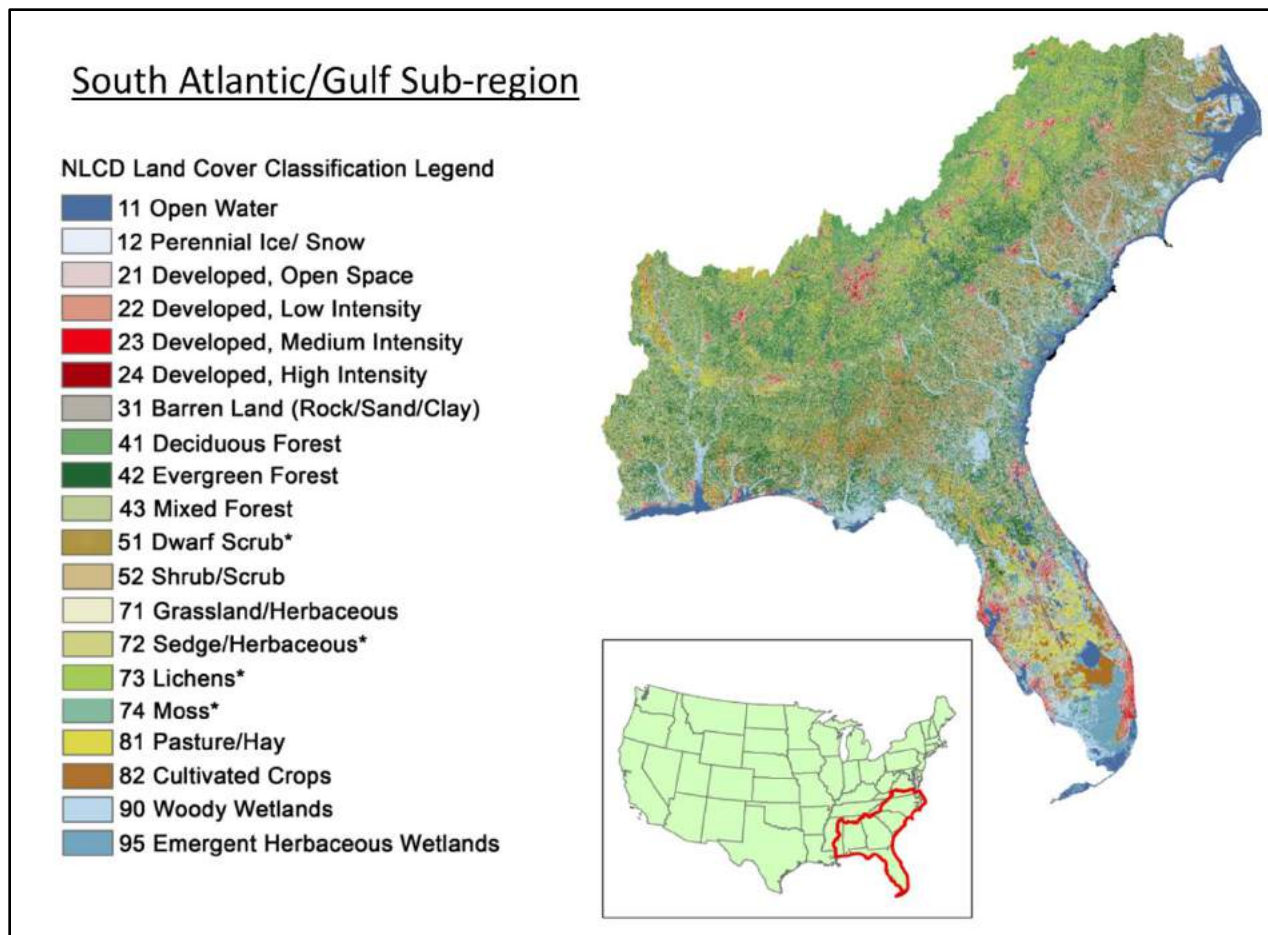 South Atlantic/Gulf Sub-region
NLCD Land Cover Classification Legend
11 Open Water
12 Perennial Ice/ Snow
21 Developed, Open Space
22 Developed, Low Intensity
23 Developed, Medium Intensity
24 Developed, High Intensity
31 Barren Land (Rock/Sand/Clay)
41 Deciduous Forest
42 Evergreen Forest
43 Mixed Forest
51 Dwarf Scrub*
52 Shrub/Scrub
71 Grassland/Herbaceous
72 Sedge/Herbaceous*
73 Lichens*
74 Moss*
81 Pasture/Hay
82 Cultivated Crops
90 Woody Wetlands
95 Emergent Herbaceous Wetlands